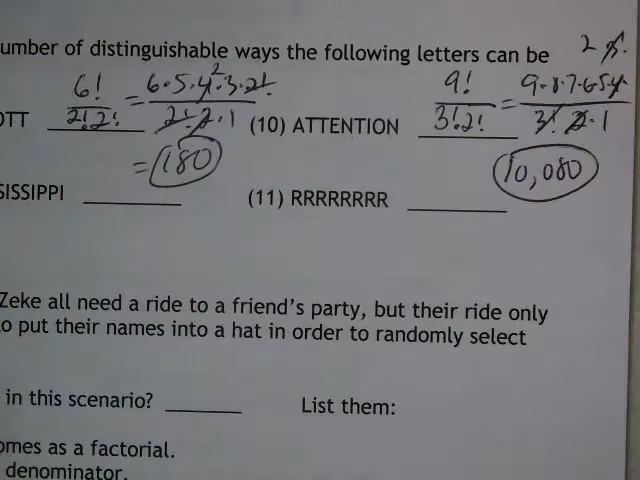 umber of distinguishable ways the following letters can be
OTT 6! / 2!2! = 6·5·4·3·2! / 2!·2·1 2
= 180
(10) ATTENTION 9! / 3!2! = 9·8·7·6·5·4· / 3! 2·1
10,080
SISSIPPI
(11) RRRRRRRR
Zeke all need a ride to a friend's party, but their ride only
o put their names into a hat in order to randomly select
in this scenario? List them:
omes as a factorial.
denominator.